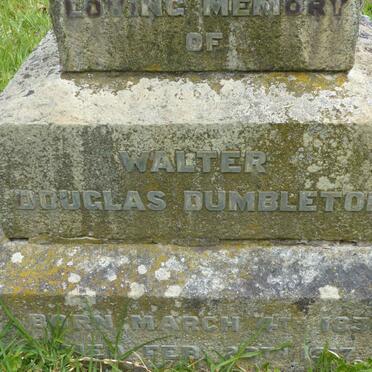 LOVING MEMORY
OF
WALTER
DOUGLAS DUMBLETON
BORN MARCH